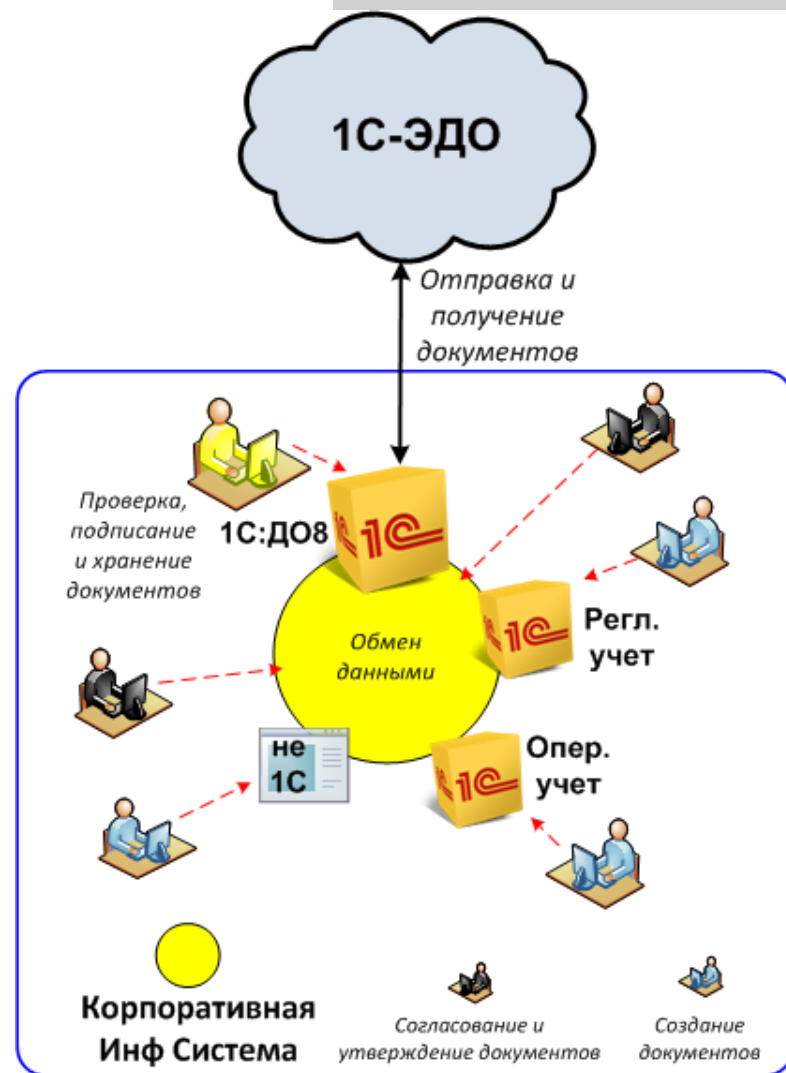 1С-ЭДО
Отправка и
получение
документов
Проверка,
подписание
и хранение
документов
1С:ДО8
1С
1С
Обмен
данными
1С
Регл.
учет
не
1С
1С
Опер.
учет
Корпоративная
Инф Система
Согласование и
утверждение документов
Создание
документов